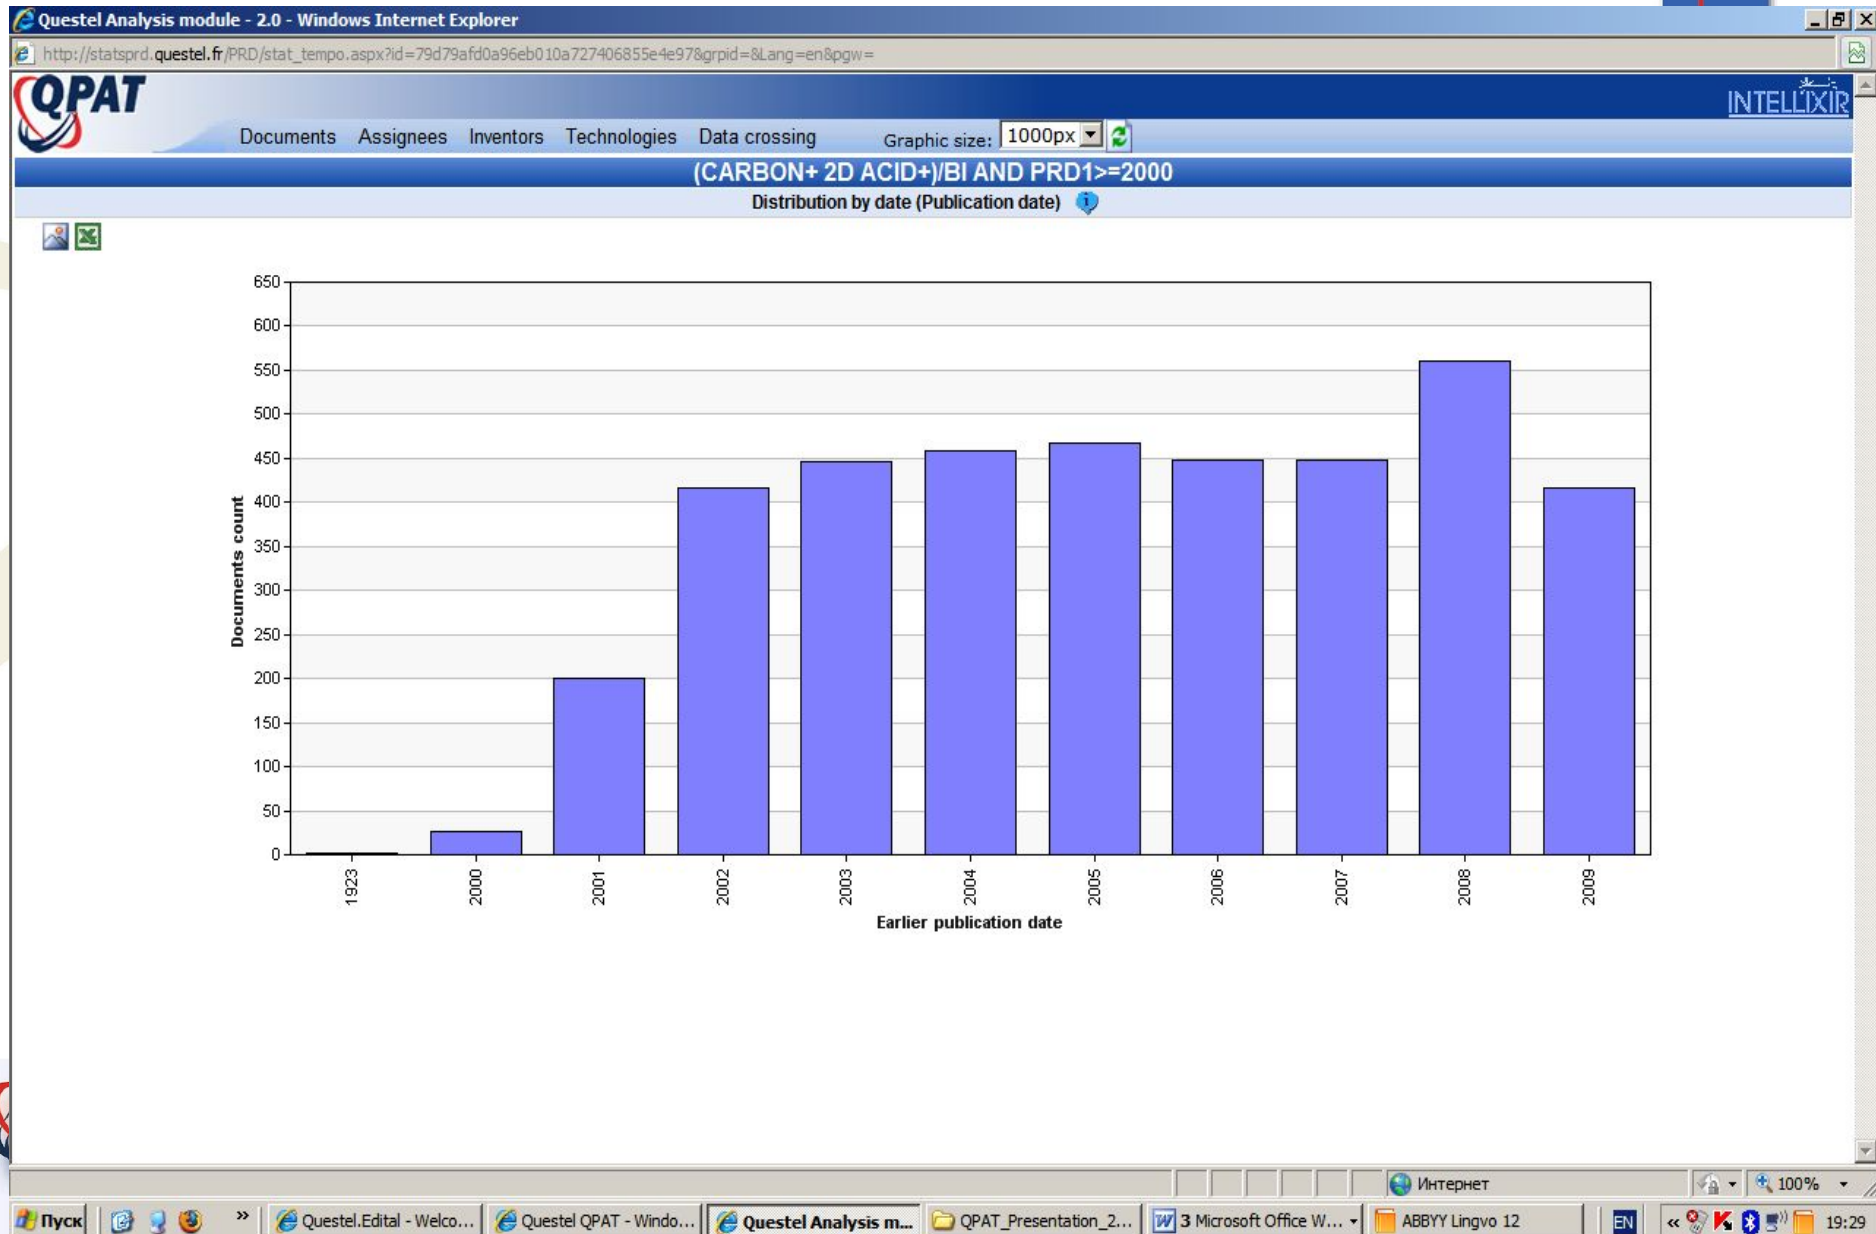 Questel Analysis module - 2.0 - Windows Internet Explorer
http://statsprd.questel.fr/PRD/stat_tempo.aspx?id=79d79afd0a96eb010a727406855e4e97&grpid=&Lang=en&pgw=
QPAT
INTELLIXIR
Documents Assignees Inventors Technologies Data crossing Graphic size: 1000px
(CARBON+ 2D ACID+)/BI AND PRD1>=2000
Distribution by date (Publication date)
650
600
550
500
450
400
350
300
250
200
150
100
50
0
Documents count
1923 2000 2001 2002 2003 2004 2005 2006 2007 2008 2009
Earlier publication date
Интернет 100%
Пуск » Questel.Edital - Welco... Questel QPAT - Windo... Questel Analysis m... QPAT_Presentation_2... 3 Microsoft Office W... ABBYY Lingvo 12 EN « 19:29